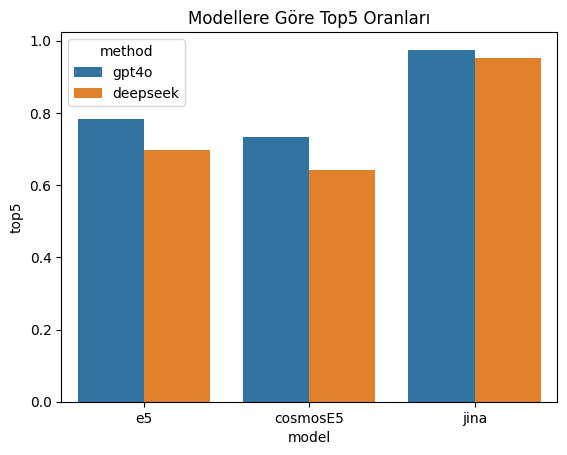 Modellere Göre Top5 Oranları
method
gpt4o
deepseek
1.0
0.8
0.6
0.4
0.2
0.0
top5
e5
cosmosE5
jina
model